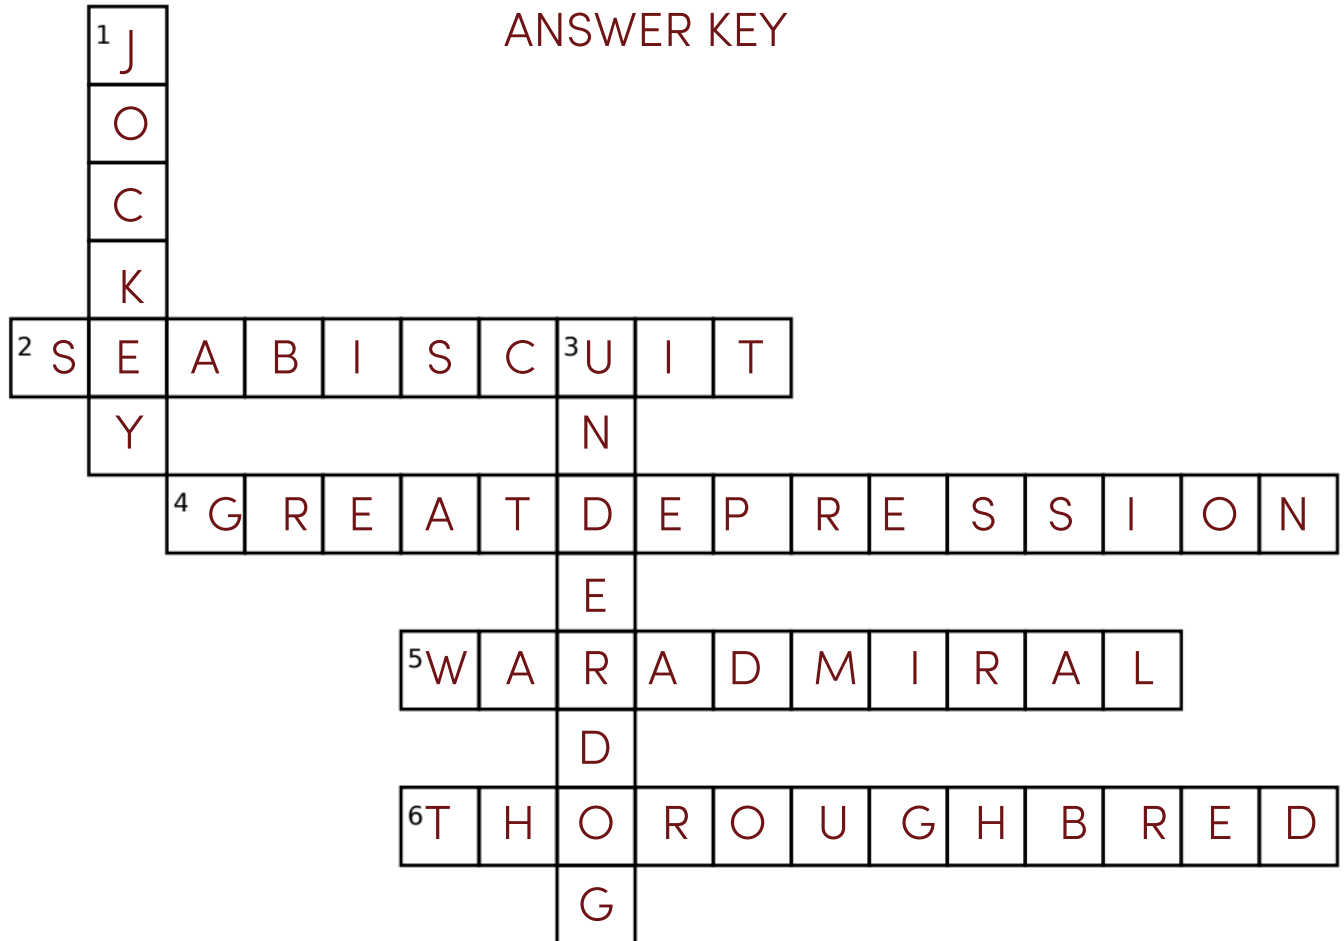 ANSWER KEY
1 J
O
C
K
2 S E A B I S C 3 U I T
Y N
4 G R E A T D E P R E S S I O N
E
5 W A R A D M I R A L
D
6 T H O R O U G H B R E D
G